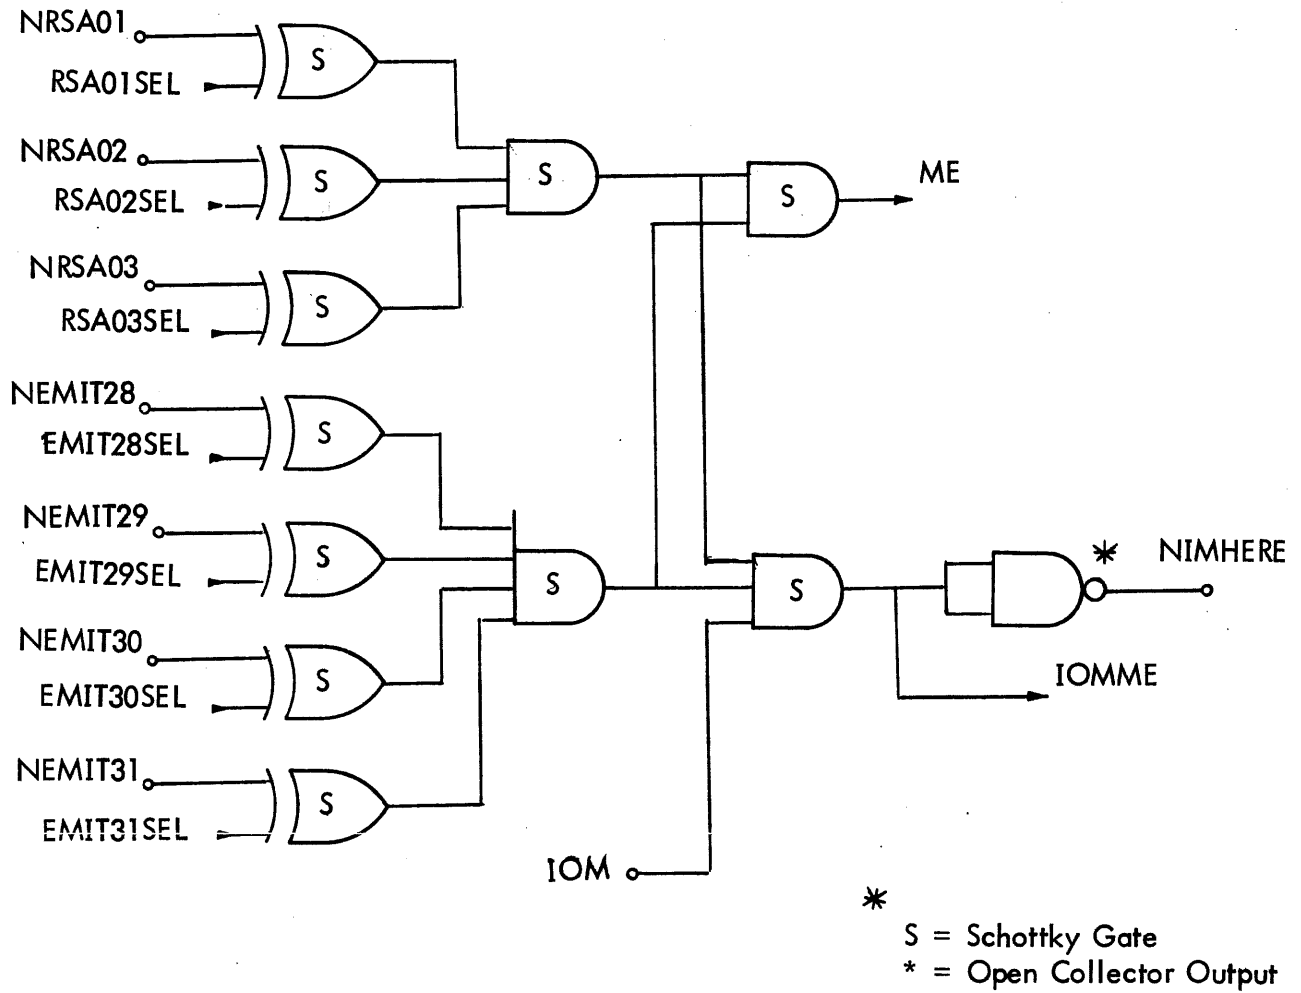 NRSA01
S
RSA01SEL
NRSA02
S
S
ME
S
RSA02SEL
NRSA03
S
RSA03SEL
NEMIT28
S
EMIT28SEL
NEMIT29
S
EMIT29SEL
S
S
* NIMHERE
NEMIT30
S
EMIT30SEL
IOMME
NEMIT31
S
EMIT31SEL
IOM
*
S = Schottky Gate
* = Open Collector Output